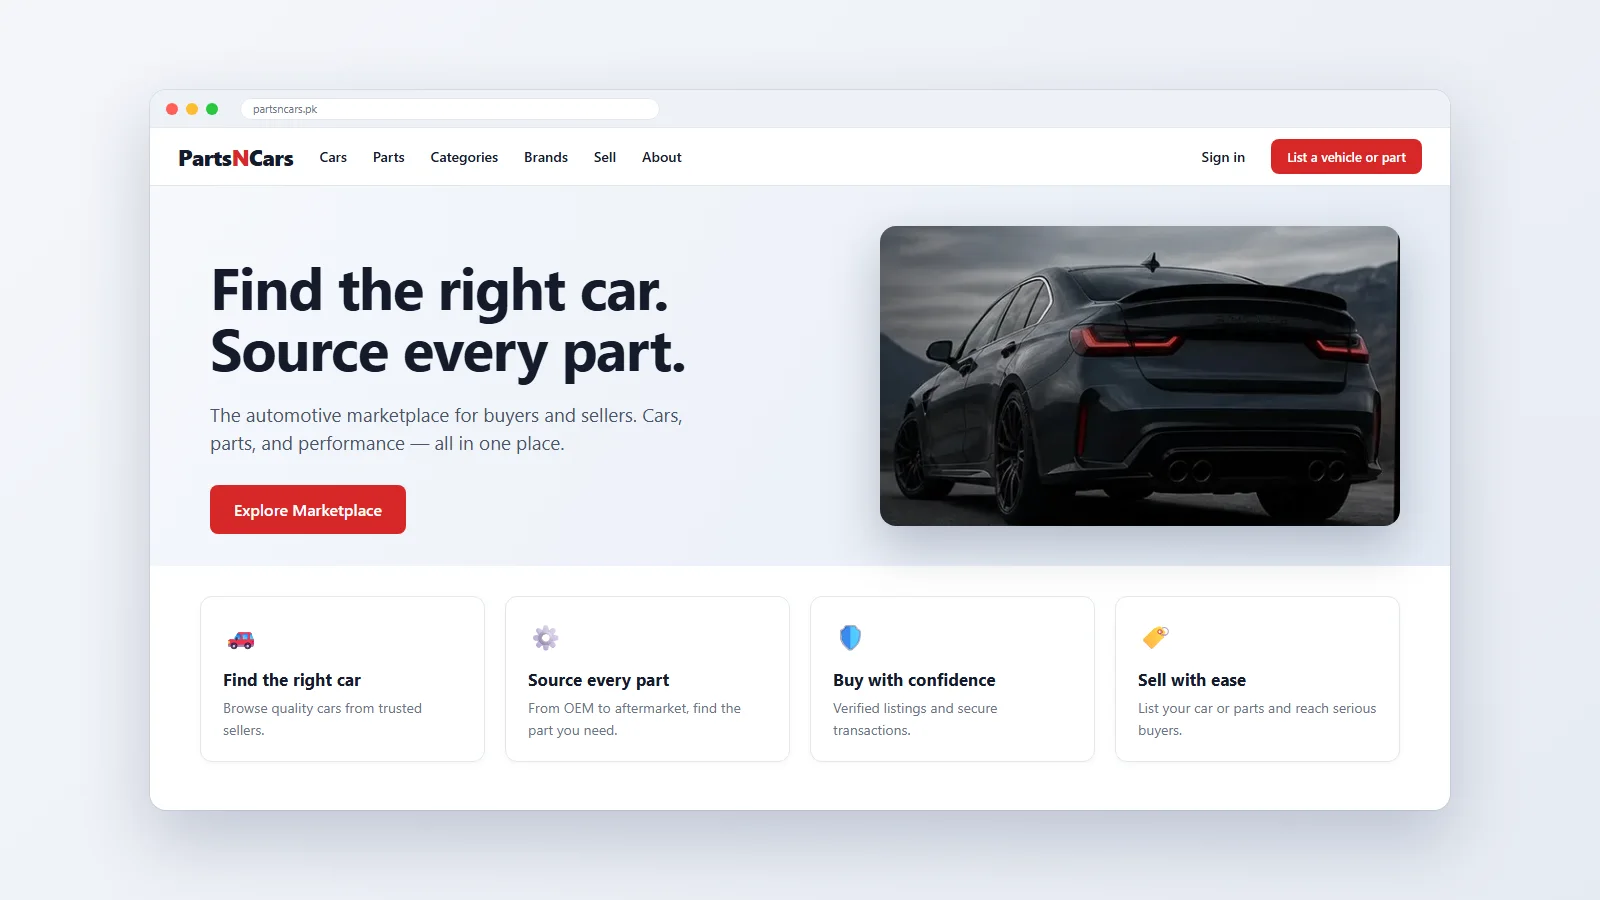 partsncars.pk
PartsNCars
Cars
Parts
Categories
Brands
Sell
About
Sign in
List a vehicle or part
Find the right car.
Source every part.
The automotive marketplace for buyers and sellers. Cars,
parts, and performance — all in one place.
Explore Marketplace
Find the right car
Browse quality cars from trusted
sellers.
Source every part
From OEM to aftermarket, find the
part you need.
Buy with confidence
Verified listings and secure
transactions.
Sell with ease
List your car or parts and reach serious
buyers.